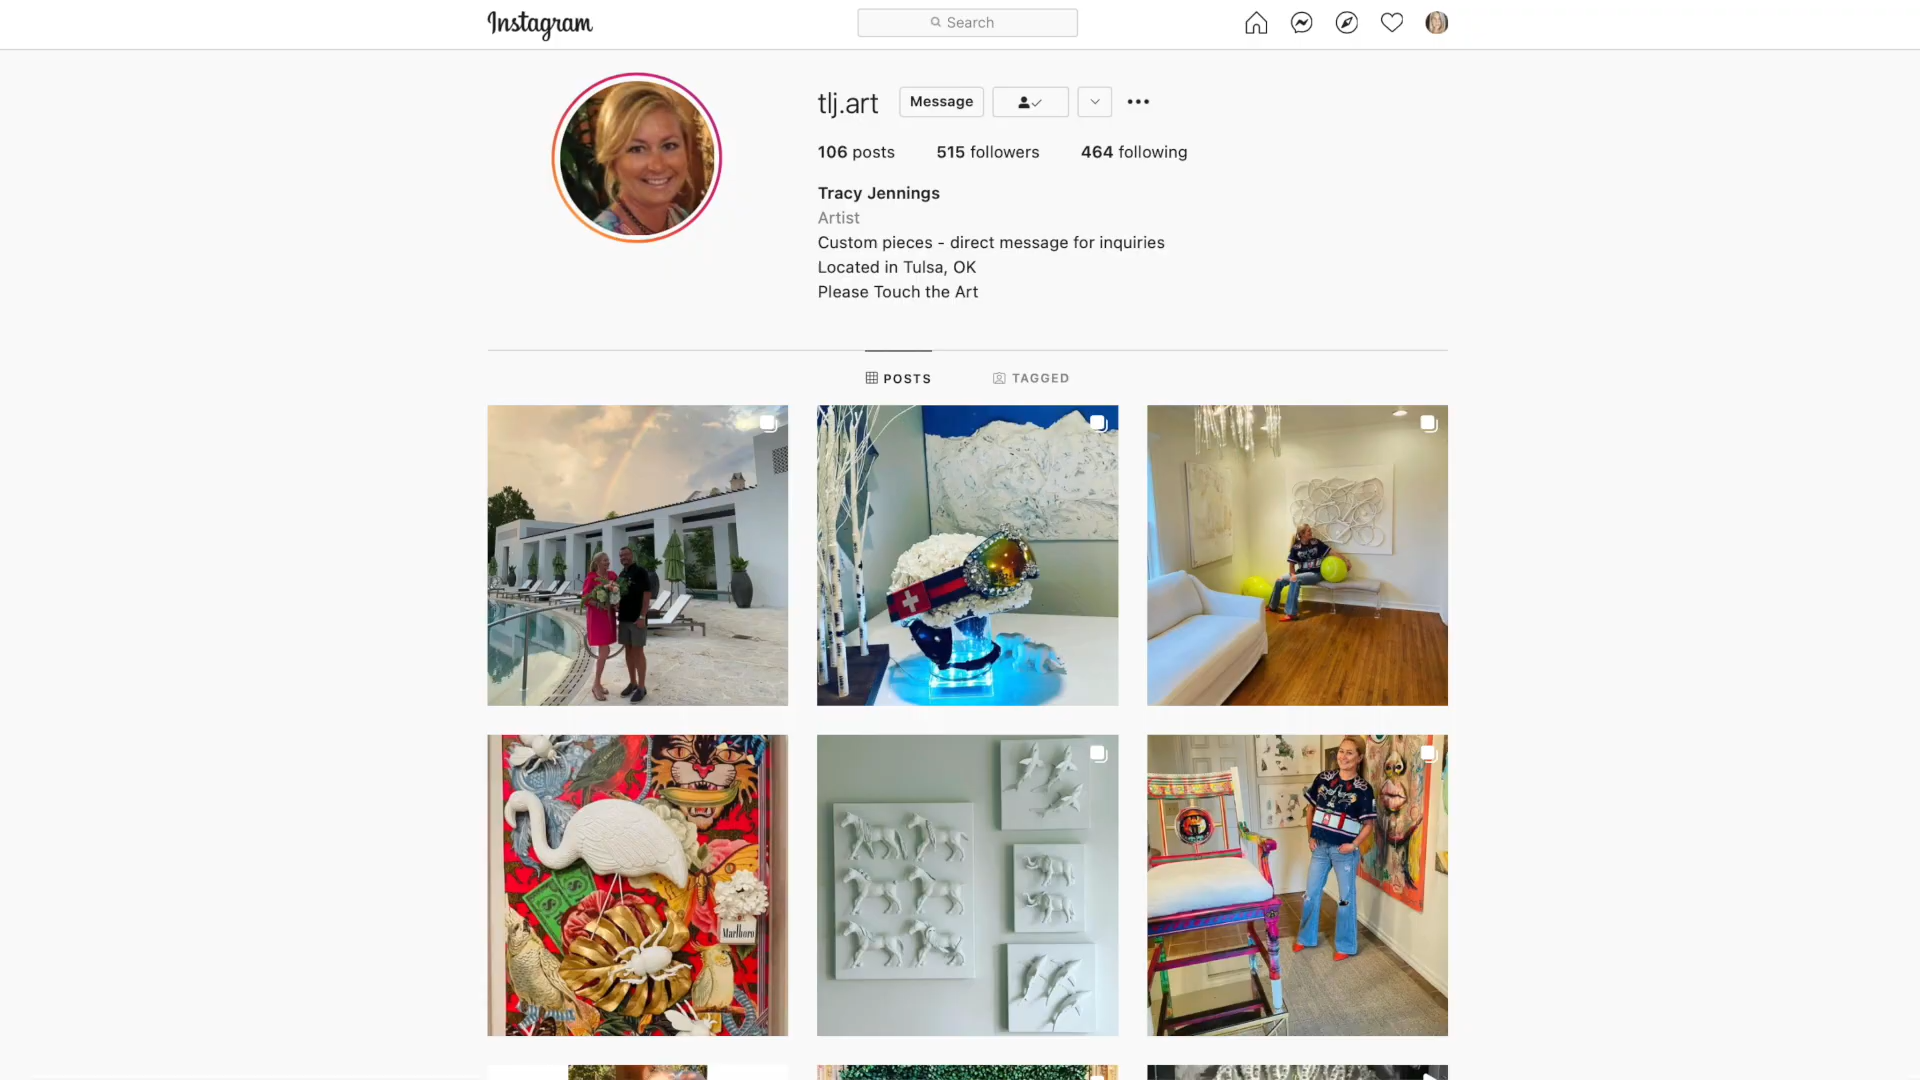 Instagram
Search
tlj.art Message
106 posts 515 followers 464 following
Tracy Jennings
Artist
Custom pieces - direct message for inquiries
Located in Tulsa, OK
Please Touch the Art
POSTS TAGGED
Marlboro